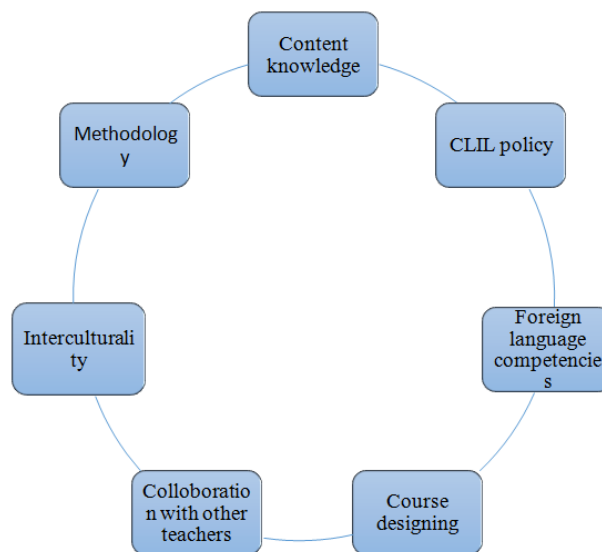 Content
knowledge
CLIL policy
Foreign
language
competencie
s
Course
designing
Colloboratio
n with other
teachers
Interculturali
ty
Methodolog
y